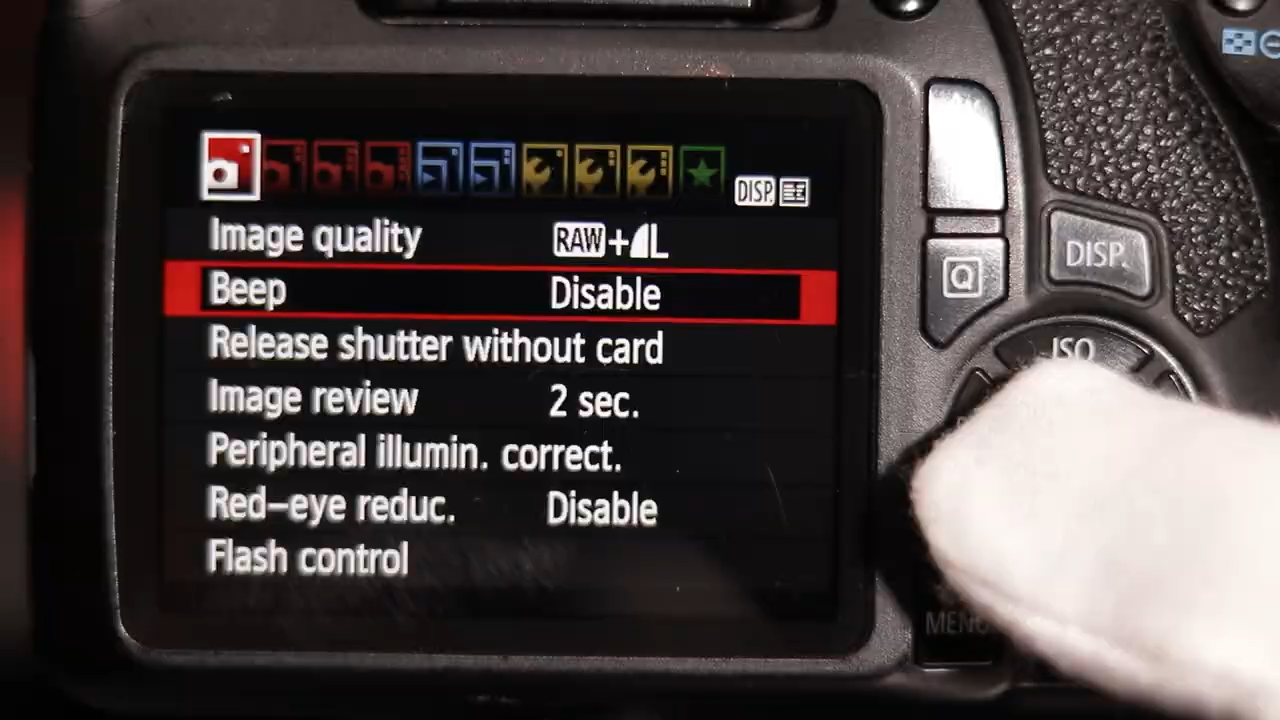 DISP.
Image quality RAW+L
Beep Disable
Release shutter without card
Image review 2 sec.
Peripheral illumin. correct.
Red-eye reduc. Disable
Flash control
Q
DISP.
ISO
MENU